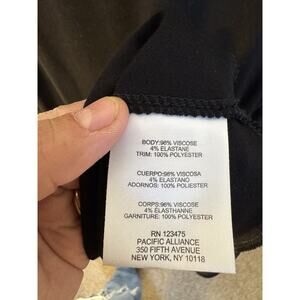 BODY:96% VISCOSE
4% ELASTANE
TRIM: 100% POLYESTER
CUERPO:96% VISCOSA
4% ELASTANO
ADORNOS: 100% POLIESTER
CORPS:96% VISCOSE
4% ELASTHANNE
GARNITURE: 100% POLYESTER
RN 123475
PACIFIC ALLIANCE
350 FIFTH AVENUE
NEW YORK, NY 10118